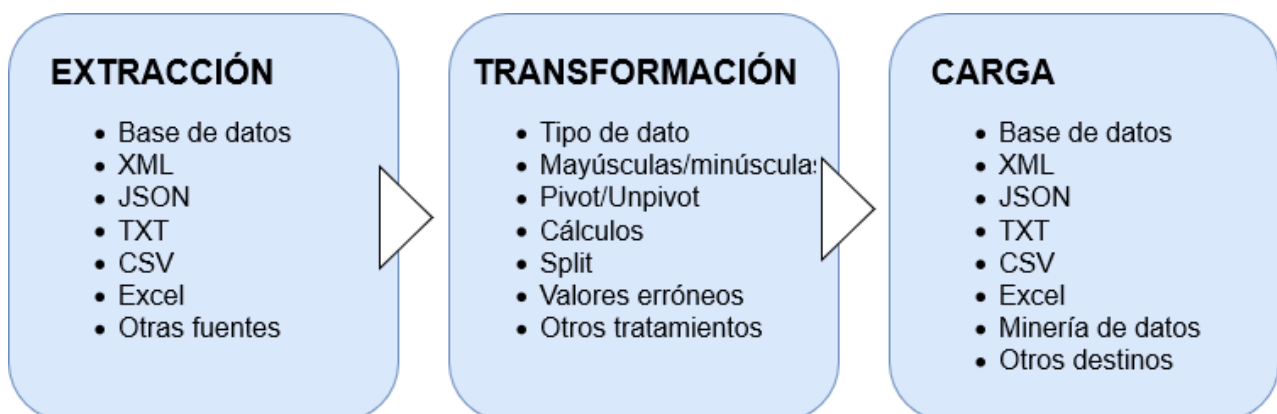 EXTRACCIÓN
• Base de datos
• XML
• JSON
• TXT
• CSV
• Excel
• Otras fuentes
TRANSFORMACIÓN
• Tipo de dato
• Mayúsculas/minúsculas
• Pivot/Unpivot
• Cálculos
• Split
• Valores erróneos
• Otros tratamientos
CARGA
• Base de datos
• XML
• JSON
• TXT
• CSV
• Excel
• Minería de datos
• Otros destinos